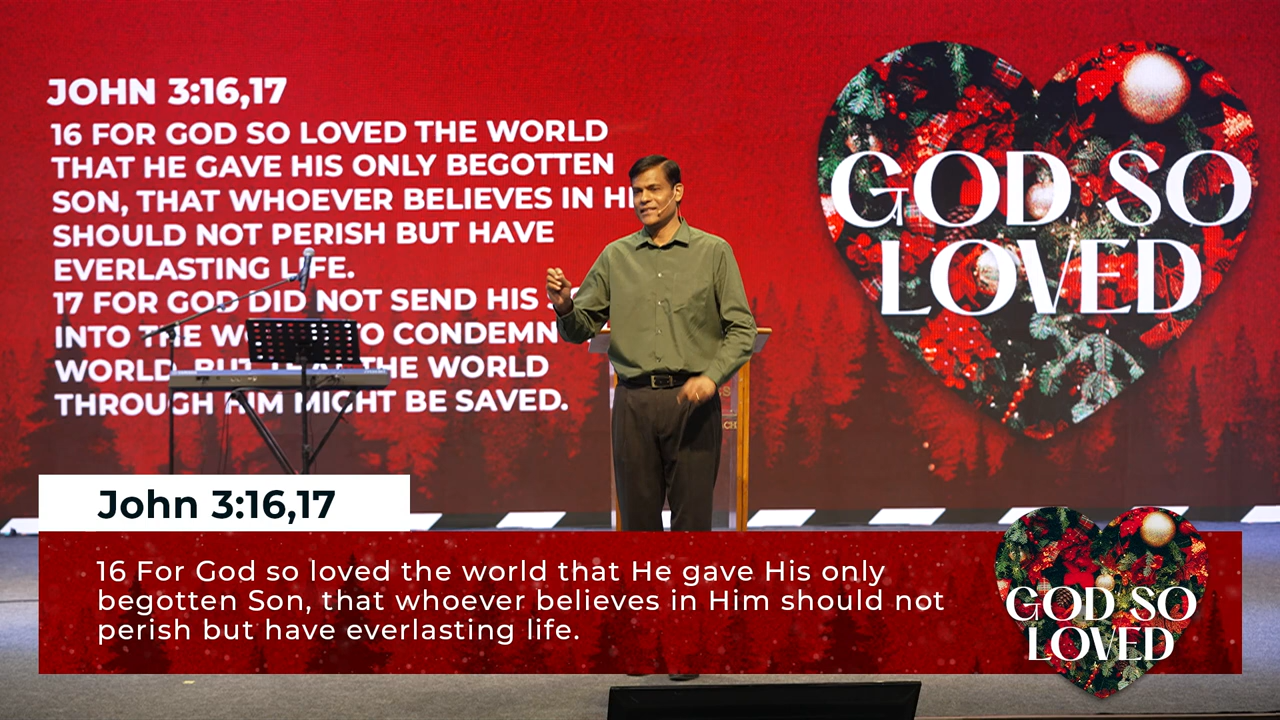 JOHN 3:16,17
16 FOR GOD SO LOVED THE WORLD
THAT HE GAVE HIS ONLY BEGOTTEN
SON, THAT WHOEVER BELIEVES IN
SHOULD NOT PERISH BUT HAVE
EVERLASTING LIFE.
17 FOR GOD DID NOT SEND HIS
INTO THE TO CONDEMN
WORLD, BUT THAT THE WORLD
THROUGH HIM MIGHT BE SAVED.
GOD SO
LOVED
John 3:16,17
16 For God so loved the world that He gave His only
begotten Son, that whoever believes in Him should not
perish but have everlasting life.
GOD SO
LOVED